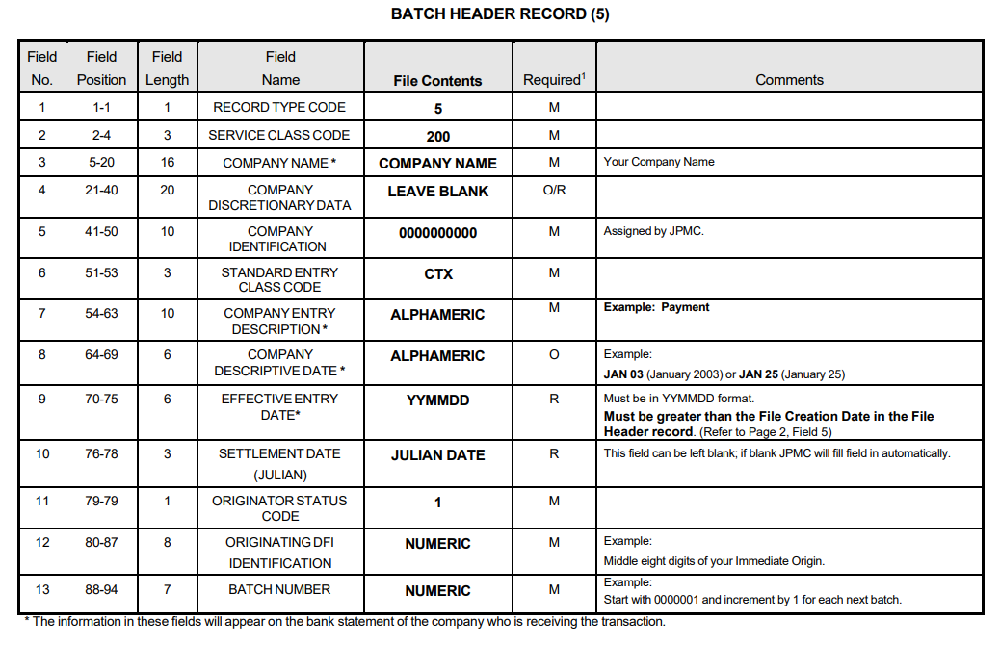 BATCH HEADER RECORD (5)
Field No. Field Position Field Length Field Name File Contents Required1 Comments
1 1-1 1 RECORD TYPE CODE 5 M
2 2-4 3 SERVICE CLASS CODE 200 M
3 5-20 16 COMPANY NAME * COMPANY NAME M Your Company Name
4 21-40 20 COMPANY DISCRETIONARY DATA LEAVE BLANK O/R
5 41-50 10 COMPANY IDENTIFICATION 0000000000 M Assigned by JPMC.
6 51-53 3 STANDARD ENTRY CLASS CODE CTX M
7 54-63 10 COMPANY ENTRY DESCRIPTION * ALPHAMERIC M Example: Payment
8 64-69 6 COMPANY DESCRIPTIVE DATE * ALPHAMERIC O Example:
JAN 03 (January 2003) or JAN 25 (January 25)
9 70-75 6 EFFECTIVE ENTRY DATE* YYMMDD R Must be in YYMMDD format.
Must be greater than the File Creation Date in the File
Header record. (Refer to Page 2, Field 5)
10 76-78 3 SETTLEMENT DATE (JULIAN) JULIAN DATE R This field can be left blank; if blank JPMC will fill field in automatically.
11 79-79 1 ORIGINATOR STATUS CODE 1 M
12 80-87 8 ORIGINATING DFI IDENTIFICATION NUMERIC M Example:
Middle eight digits of your Immediate Origin.
13 88-94 7 BATCH NUMBER NUMERIC M Example:
Start with 0000001 and increment by 1 for each next batch.
* The information in these fields will appear on the bank statement of the company who is receiving the transaction.